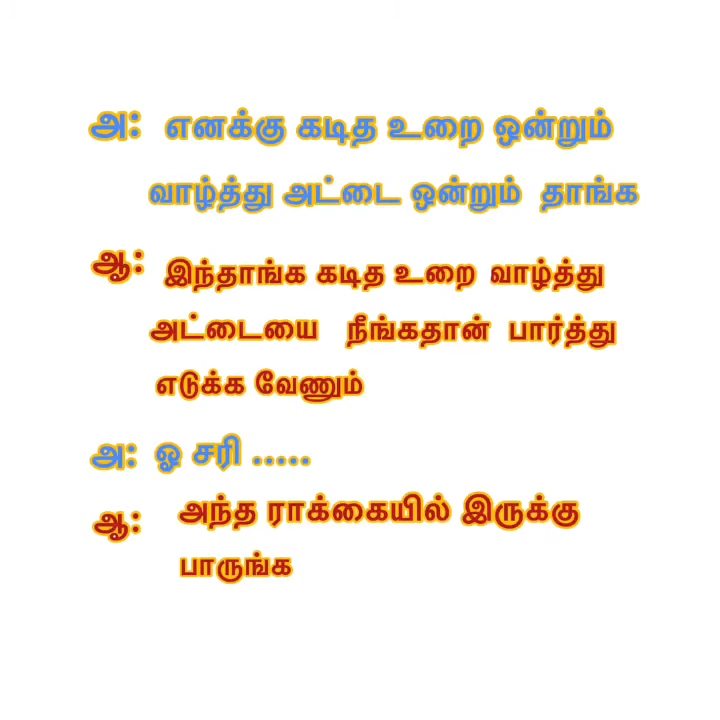 அ: எனக்கு கடித உறை ஒன்றும்
வாழ்த்து அட்டை ஒன்றும் தாங்க
ஆ: இந்தாங்க கடித உறை வாழ்த்து
அட்டையை நீங்கதான் பார்த்து
எடுக்க வேணும்
அ: ஓ சரி .....
ஆ: அந்த ராக்கையில் இருக்கு
பாருங்க